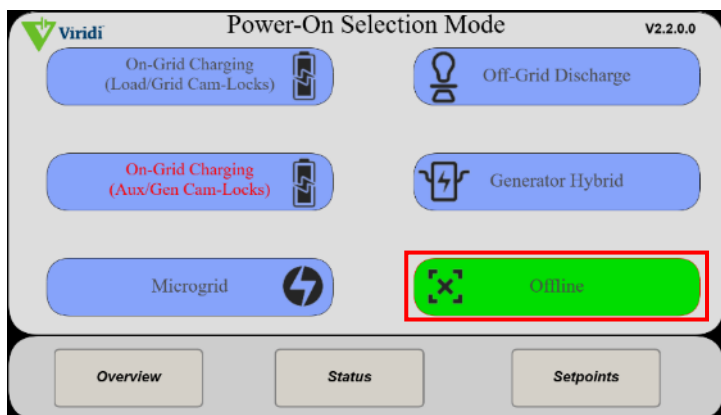 Viridi
Power-On Selection Mode
V2.2.0.0
On-Grid Charging
(Load/Grid Cam-Locks)
Off-Grid Discharge
On-Grid Charging
(Aux/Gen Cam-Locks)
Generator Hybrid
Microgrid
Offline
Overview
Status
Setpoints